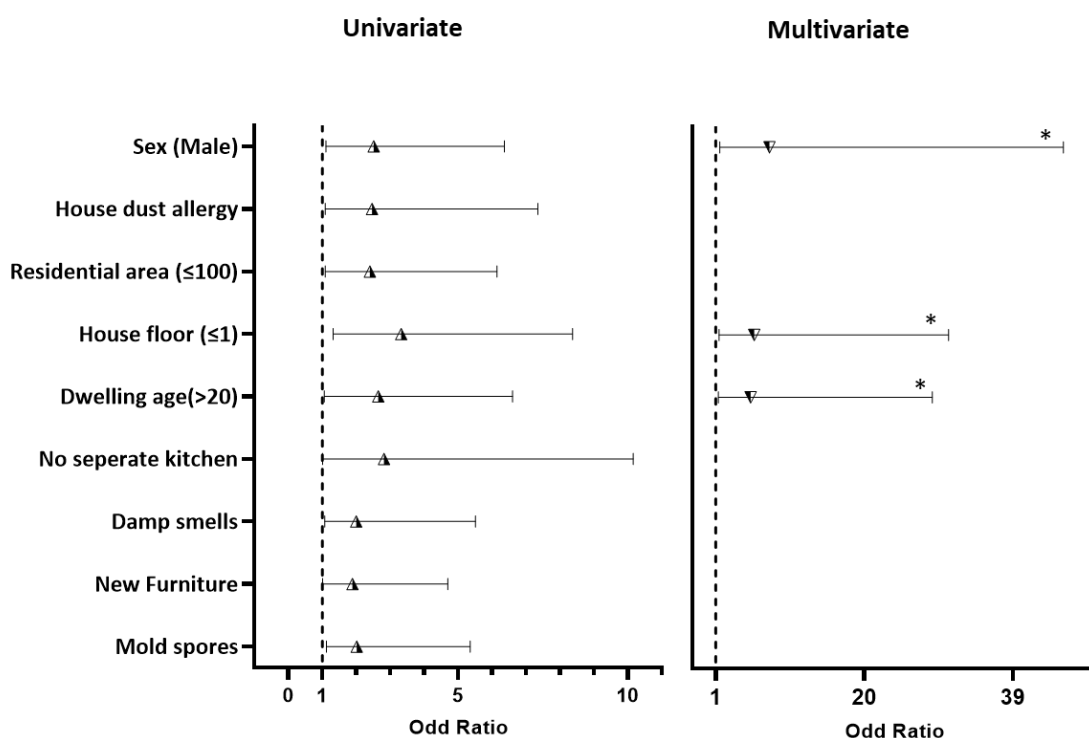 Univariate
Multivariate
Sex (Male)
House dust allergy
Residential area (≤100)
House floor (≤1)
Dwelling age(>20)
No seperate kitchen
Damp smells
New Furniture
Mold spores
*
*
*
0 1 5 10
Odd Ratio
1 20 39
Odd Ratio